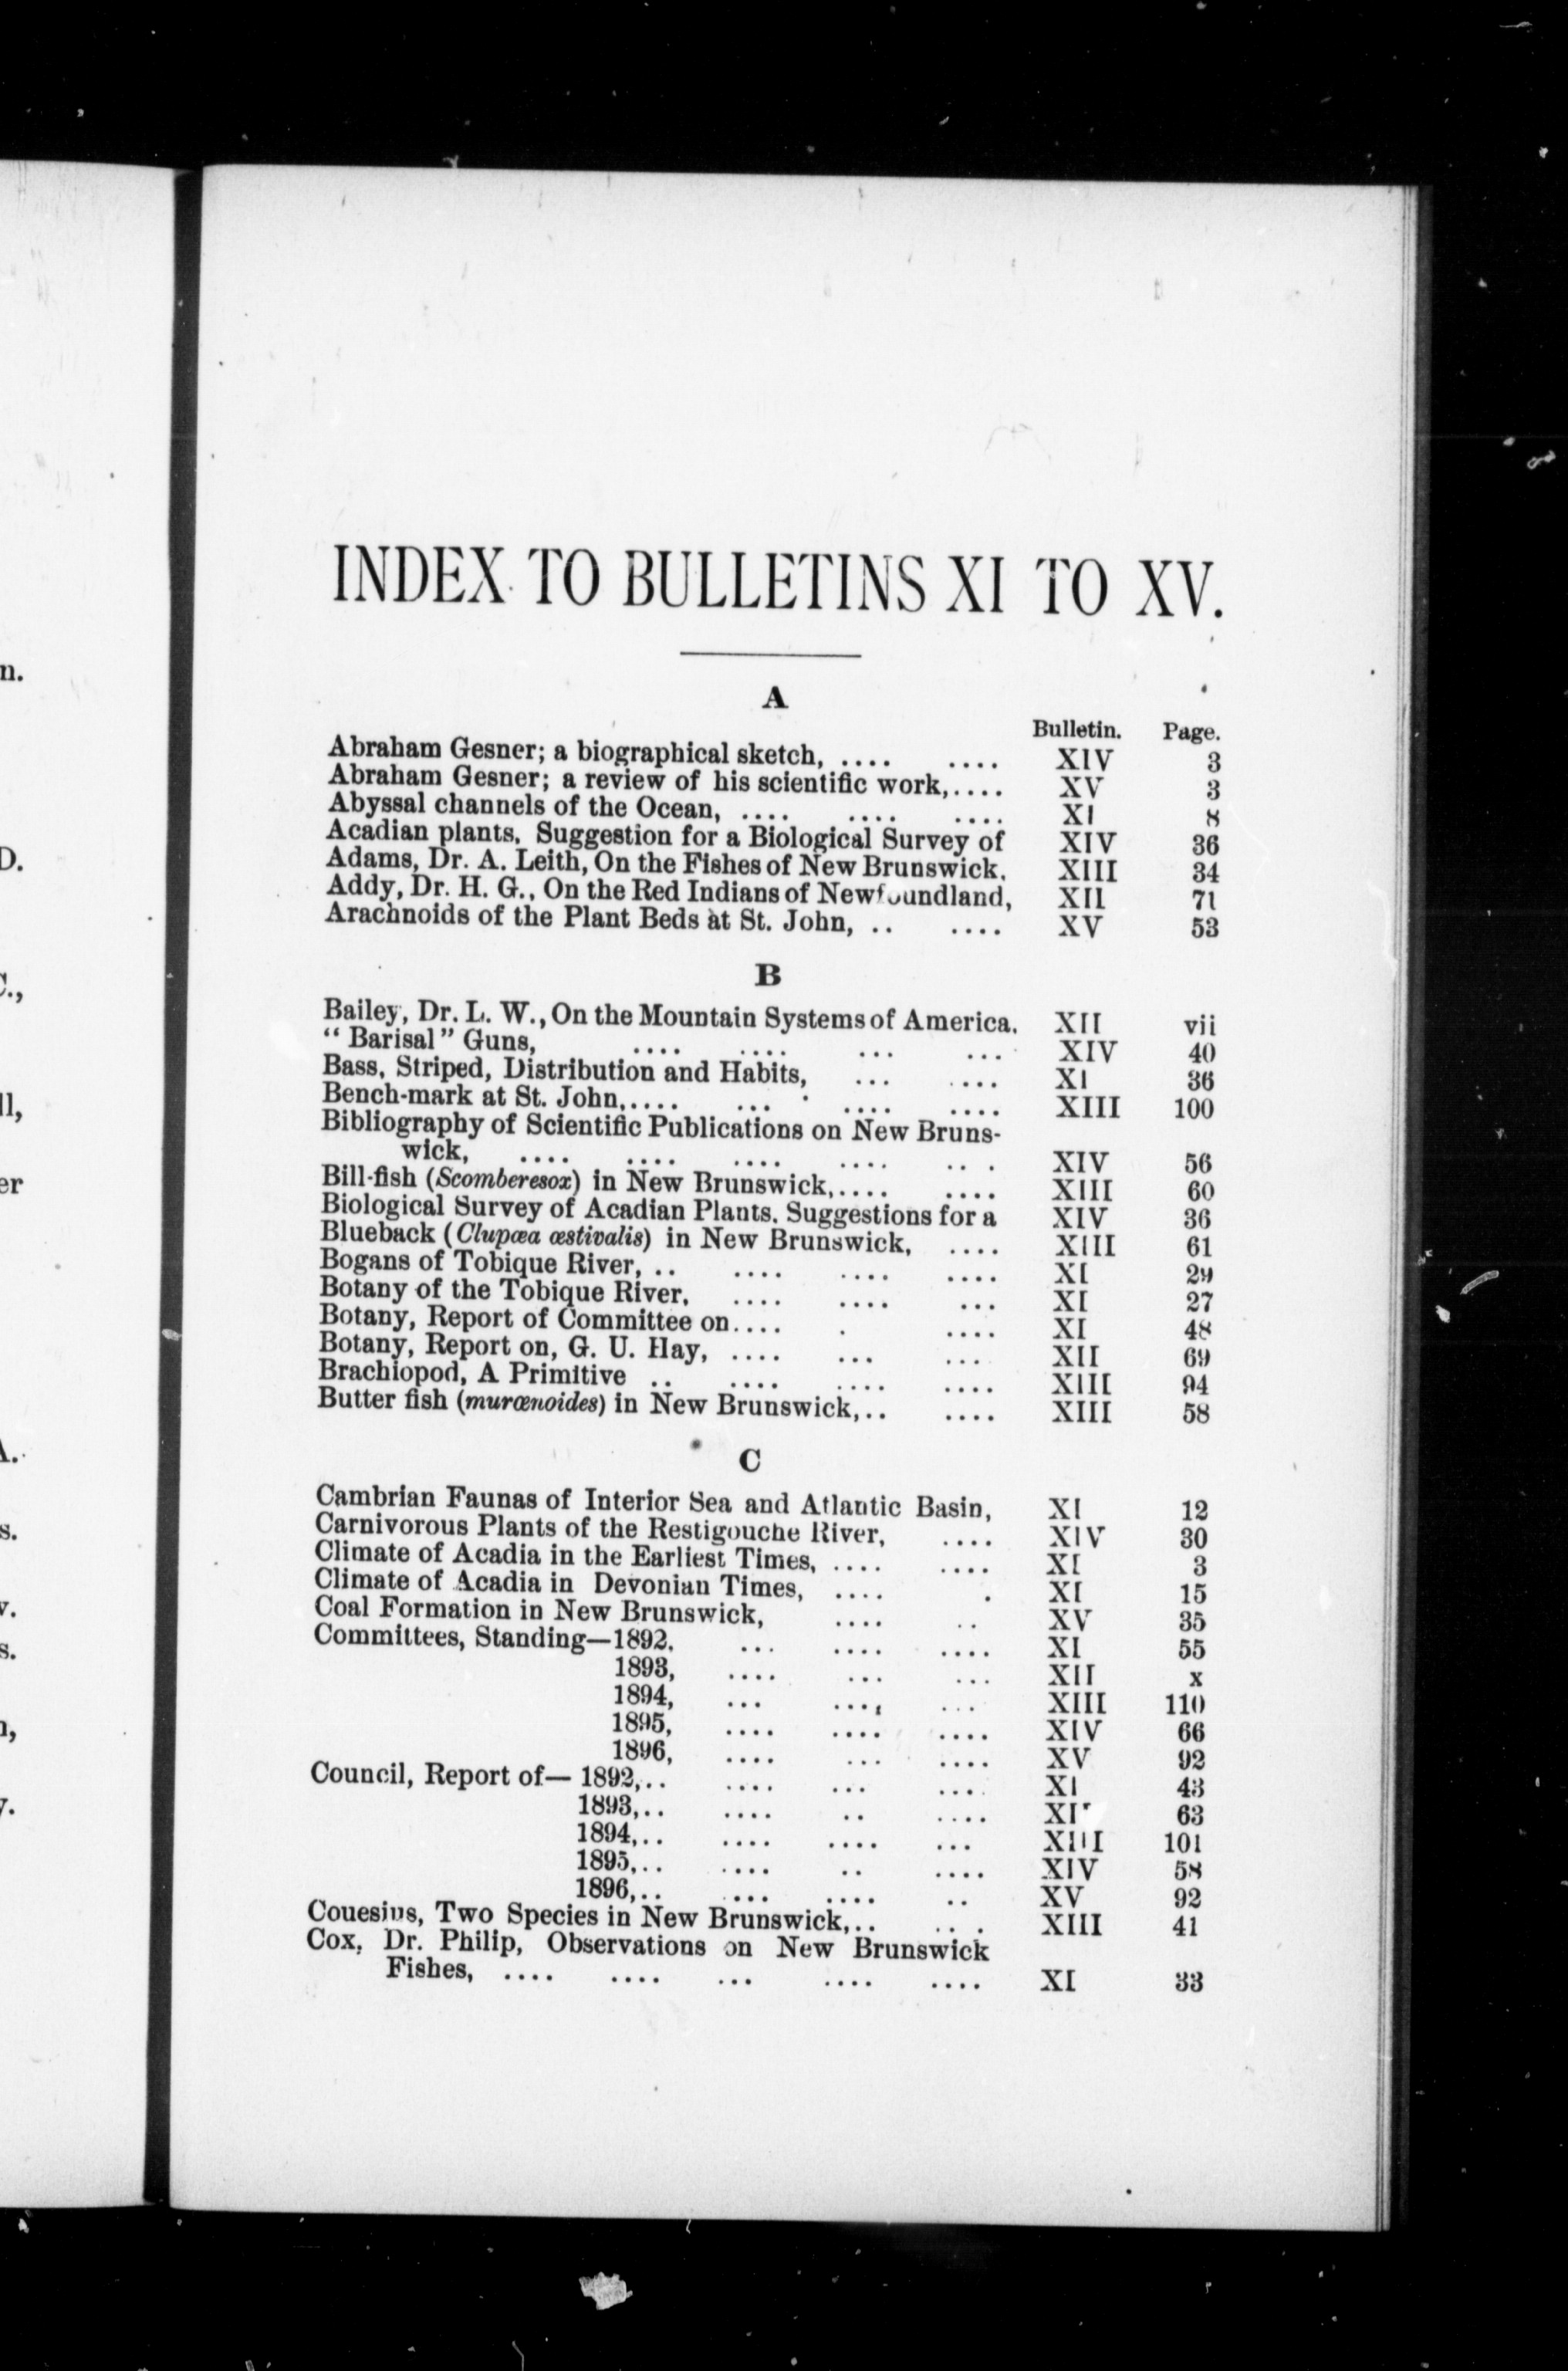 INDEX TO BULLETINS XI TO XV.
A
Bulletin. Page.
Abraham Gesner; a biographical sketch, .... .... XIV 3
Abraham Gesner; a review of his scientific work,.... XV 3
Abyssal channels of the Ocean, .... .... .... XI 8
Acadian plants, Suggestion for a Biological Survey of XIV 36
Adams, Dr. A. Leith, On the Fishes of New Brunswick, XIII 34
Addy, Dr. H. G., On the Red Indians of Newfoundland, XII 71
Arachnoids of the Plant Beds at St. John, .. .... XV 53
B
Bailey, Dr. L. W., On the Mountain Systems of America, XII vii
“ Barisal ” Guns, .... .... ... ... XIV 40
Bass, Striped, Distribution and Habits, ... .... XI 36
Bench-mark at St. John,.... ... .... .... XIII 100
Bibliography of Scientific Publications on New Bruns-
wick, .... .... .... .... ... XIV 56
Bill-fish (Scomberesox) in New Brunswick,.... .... XIII 60
Biological Survey of Acadian Plants, Suggestions for a XIV 36
Blueback (Clupœa œstivalis) in New Brunswick, .... XIII 61
Bogans of Tobique River, .. .... .... .... XI 29
Botany of the Tobique River, .... .... ... XI 27
Botany, Report of Committee on.... . .... XI 48
Botany, Report on, G. U. Hay, .... ... ... XII 69
Brachiopod, A Primitive .. .... .... .... XIII 94
Butter fish (murœnoides) in New Brunswick,.. .... XIII 58
C
Cambrian Faunas of Interior Sea and Atlantic Basin, XI 12
Carnivorous Plants of the Restigouche River, .... XIV 30
Climate of Acadia in the Earliest Times, .... .... XI 3
Climate of Acadia in Devonian Times, .... . XI 15
Coal Formation in New Brunswick, .... .. XV 35
Committees, Standing—1892, ... .... .... XI 55
1893, .... ... ... XII x
1894, ... .... ... XIII 110
1895, .... .... .... XIV 66
1896, .... ... .... XV 92
Council, Report of— 1892,.. .... ... .... XI 43
1893,.. .... .. .... 63
1894,.. .... .... ... XIII 101
1895,.. .... .. .... XIV 58
1896,.. ... .... .. XV 92
Couesius, Two Species in New Brunswick,.. ... XIII 41
Cox, Dr. Philip, Observations on New Brunswick
Fishes, .... .... ... .... .... XI 33